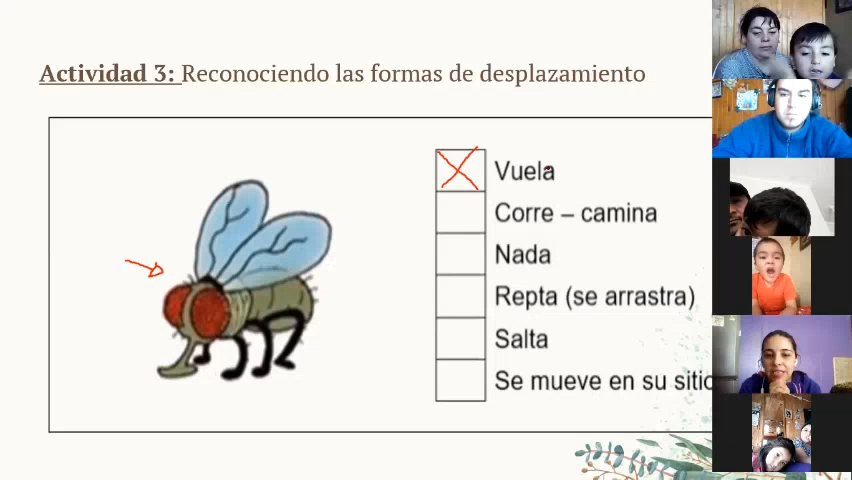 Actividad 3: Reconociendo las formas de desplazamiento
Vuela
Corre – camina
Nada
Repta (se arrastra)
Salta
Se mueve en su sitio